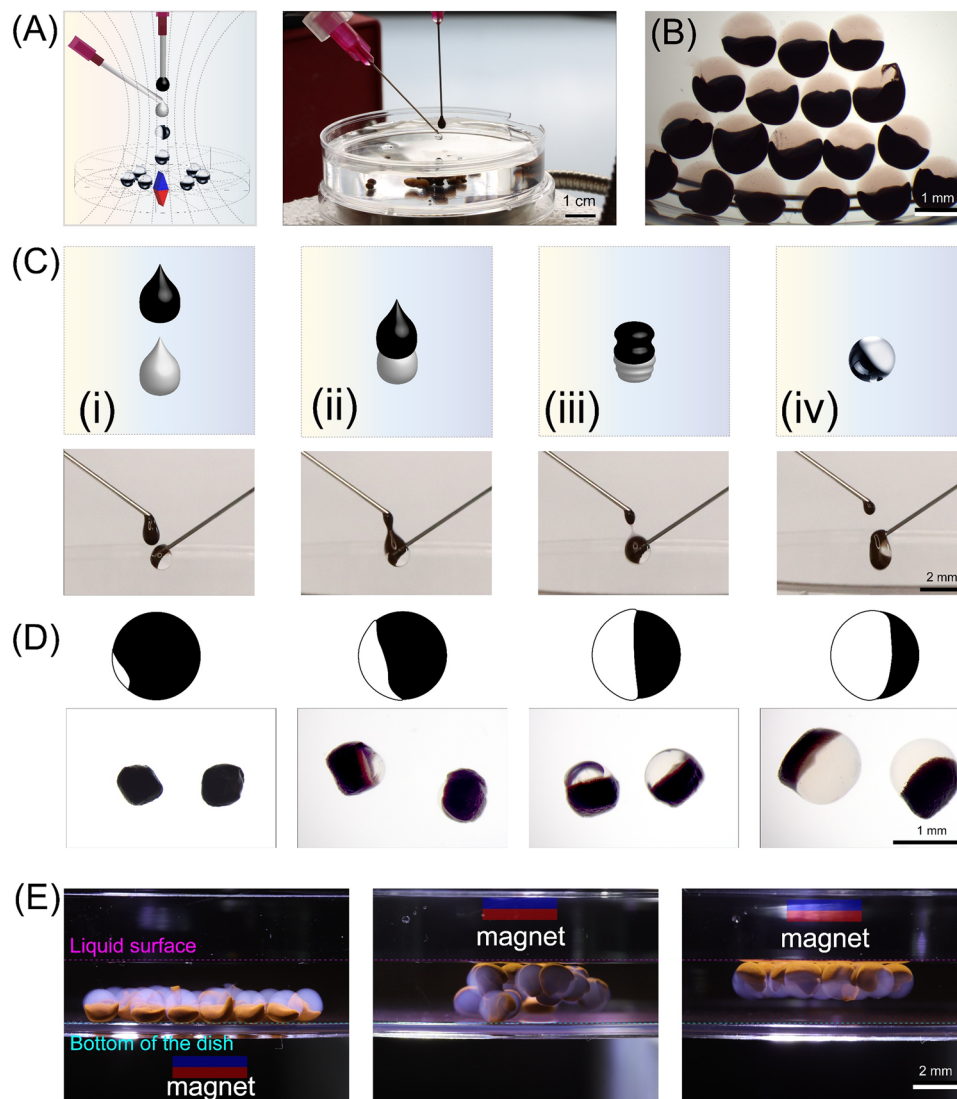 (A)
1 cm
(B)
1 mm
(C)
(i)
(ii)
(iii)
(iv)
2 mm
(D)
1 mm
(E)
Liquid surface
Bottom of the dish
magnet
magnet
magnet
2 mm